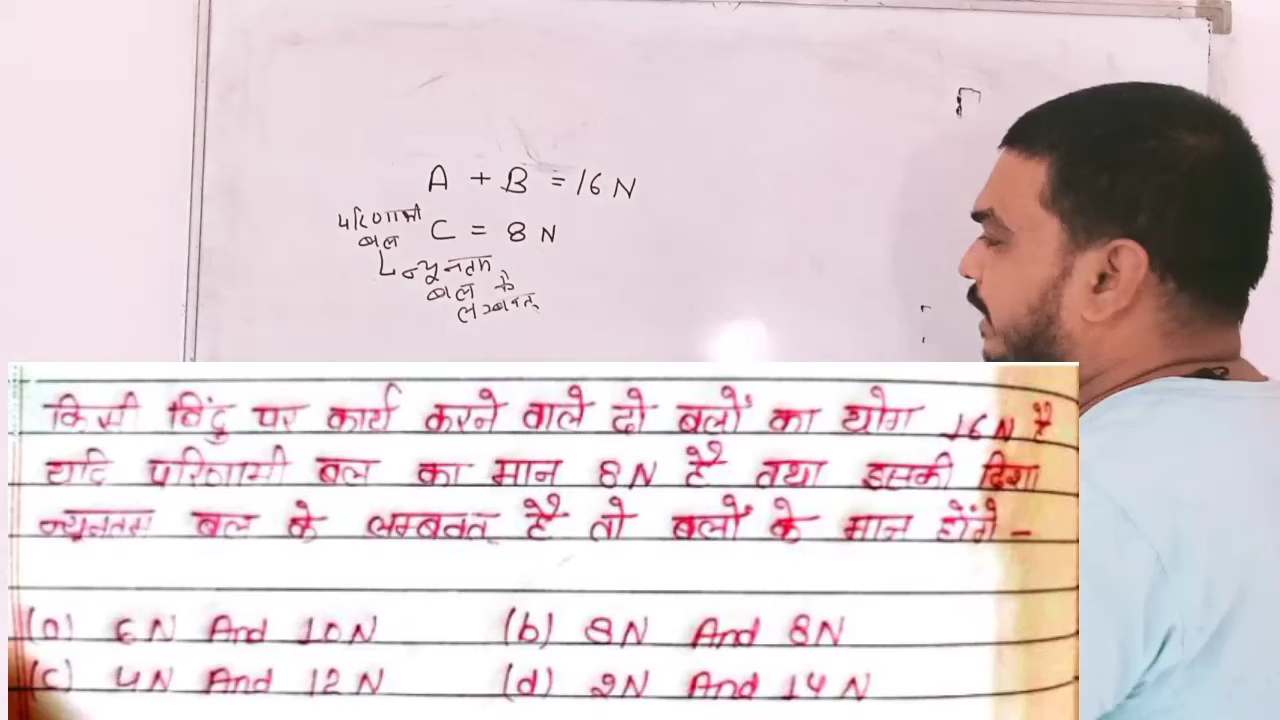 A + B = 16 N
परिणामी
बल C = 8 N
न्यूनतम
बल के
लम्बवत्
किसी बिंदु पर कार्य करने वाले दो बलों का योग 16N है
यदि परिणामी बल का मान 8N है तथा इसकी दिशा
न्यूनतम बल के लम्बवत् है तो बलों के मान होंगे -
(a) 6N And 10N (b) 8N And 8N
(c) 4N And 12N (d) 2N And 14N